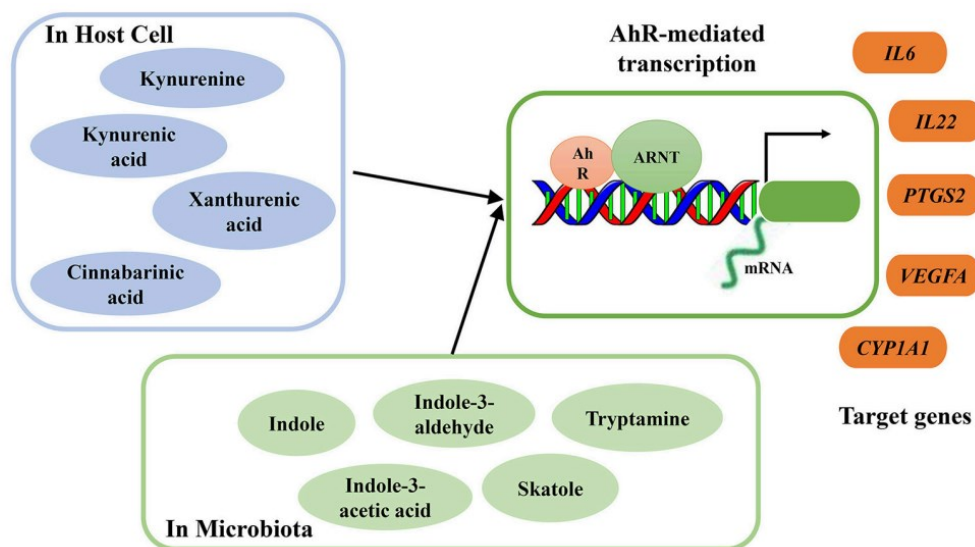 In Host Cell
Kynurenine
Kynurenic
acid
Xanthurenic
acid
Cinnabarinic
acid
AhR-mediated
transcription
Ah
R
ARNT
mRNA
IL6
IL22
PTGS2
VEGFA
CYP1A1
Target genes
Indole
Indole-3-
aldehyde
Tryptamine
Indole-3-
acetic acid
Skatole
In Microbiota